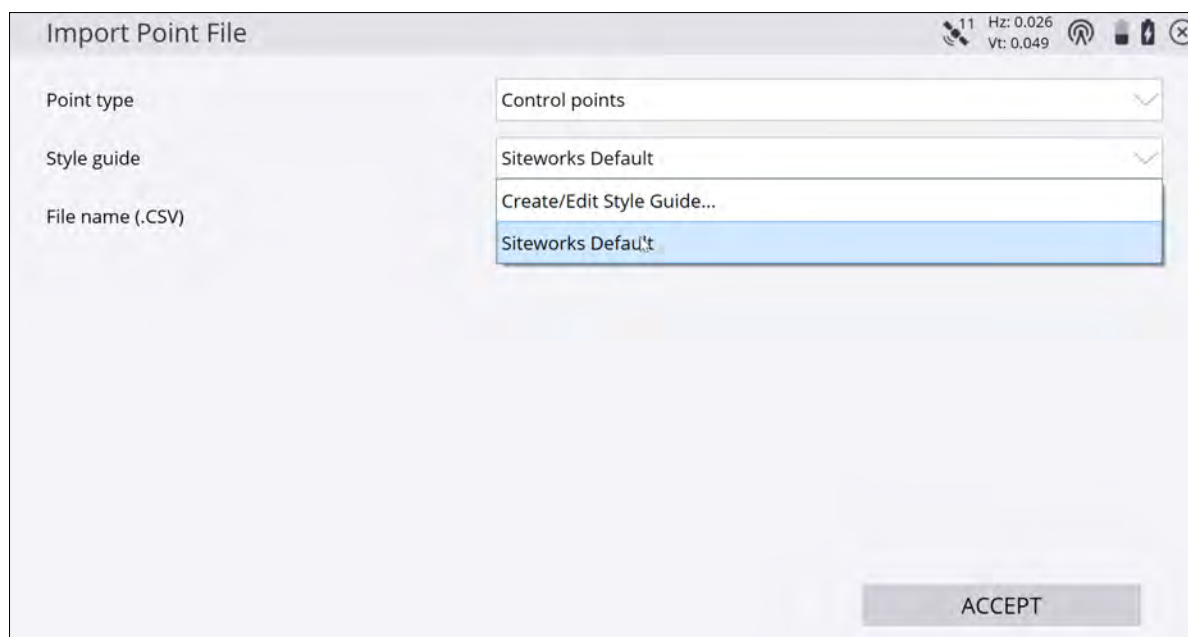 Import Point File
11 Hz: 0.026
Vt: 0.049
Point type Control points
Style guide Siteworks Default
Create/Edit Style Guide...
File name (.CSV)
Siteworks Default
ACCEPT